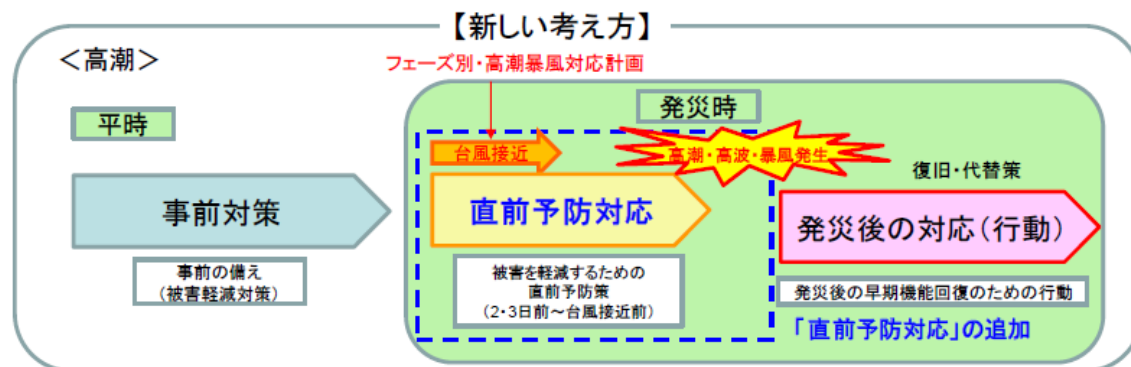 【新しい考え方】
＜高潮＞
フェーズ別・高潮暴風対応計画
平時
発災時
台風接近
高潮・高波・暴風発生
復旧・代替策
事前対策
直前予防対応
発災後の対応（行動）
事前の備え
（被害軽減対策）
被害を軽減するための
直前予防策
（2・3日前～台風接近前）
発災後の早期機能回復のための行動
「直前予防対応」の追加